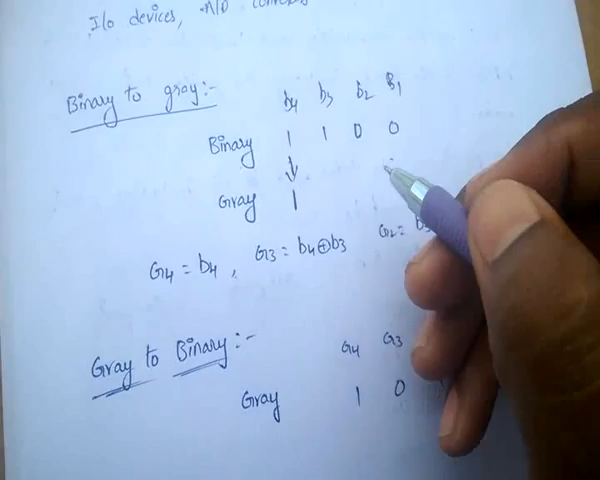 I/o devices, A/D
Binary to gray:-
b4 b3 b2 B1
Binary 1 1 0 0
Gray 1
G4 = b4, G3 = b4⊕b3 G2 =
Gray to Binary:-
G4 G3
Gray 1 0